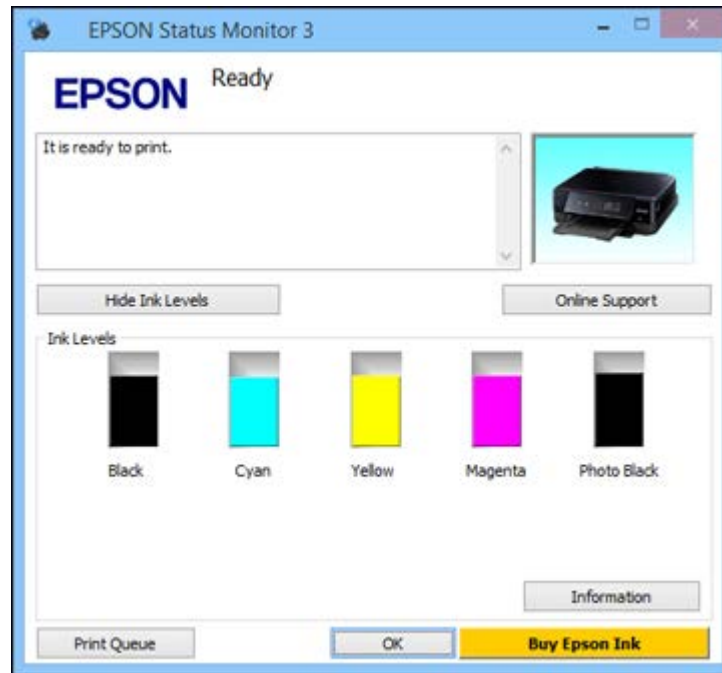 EPSON Status Monitor 3
EPSON
Ready
It is ready to print.
Hide Ink Levels
Online Support
Ink Levels
Black Cyan Yellow Magenta Photo Black
Information
Print Queue OK Buy Epson Ink